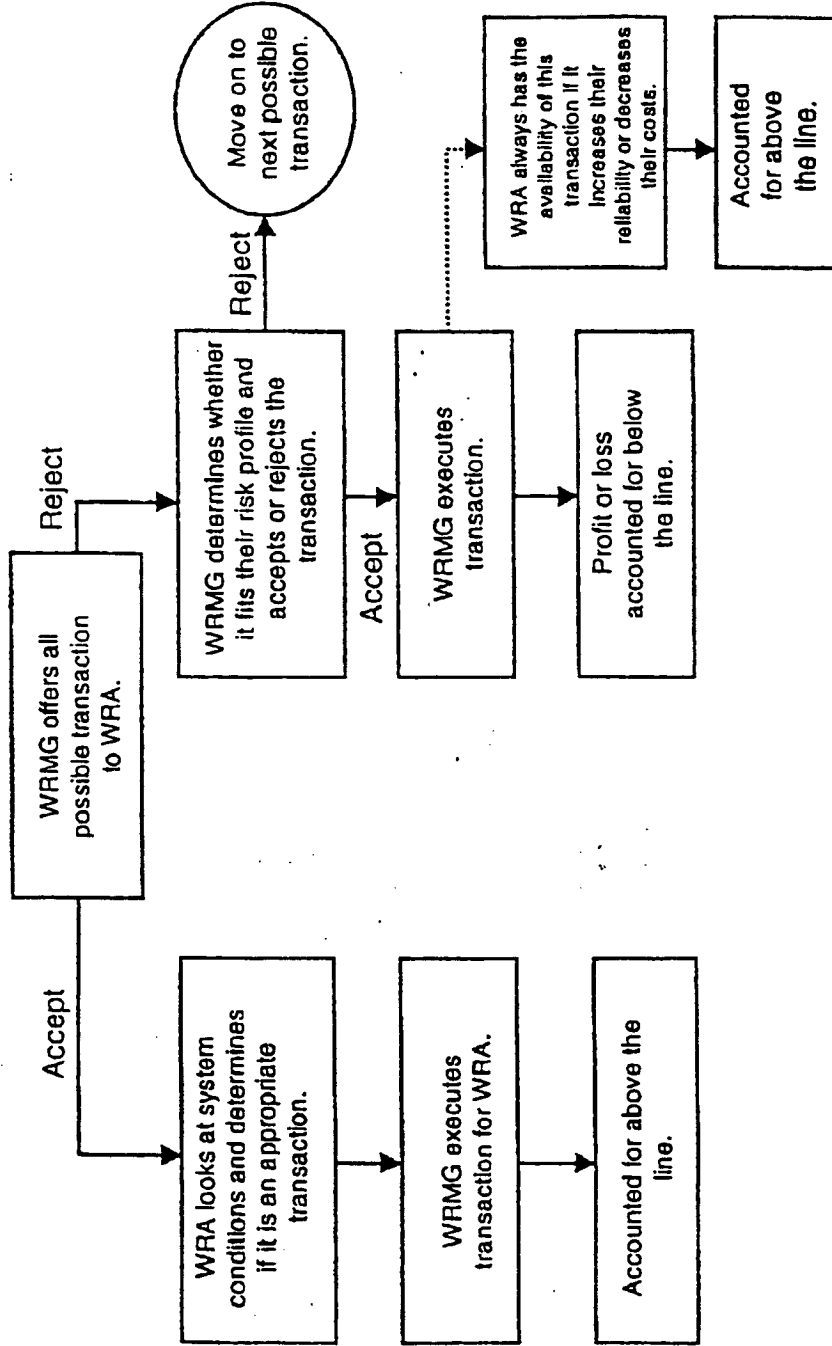 WRMG offers all
possible transaction
to WRA.
Accept
Reject
WRA looks at system
conditions and determines
if it is an appropriate
transaction.
WRMG executes
transaction for WRA.
Accounted for above the
line.
WRMG determines whether
it fits their risk profile and
accepts or rejects the
transaction.
Reject
Move on to
next possible
transaction.
Accept
WRMG executes
transaction.
Profit or loss
accounted for below
the line.
WRA always has the
availability of this
transaction if it
increases their
reliability or decreases
their costs.
Accounted
for above
the line.